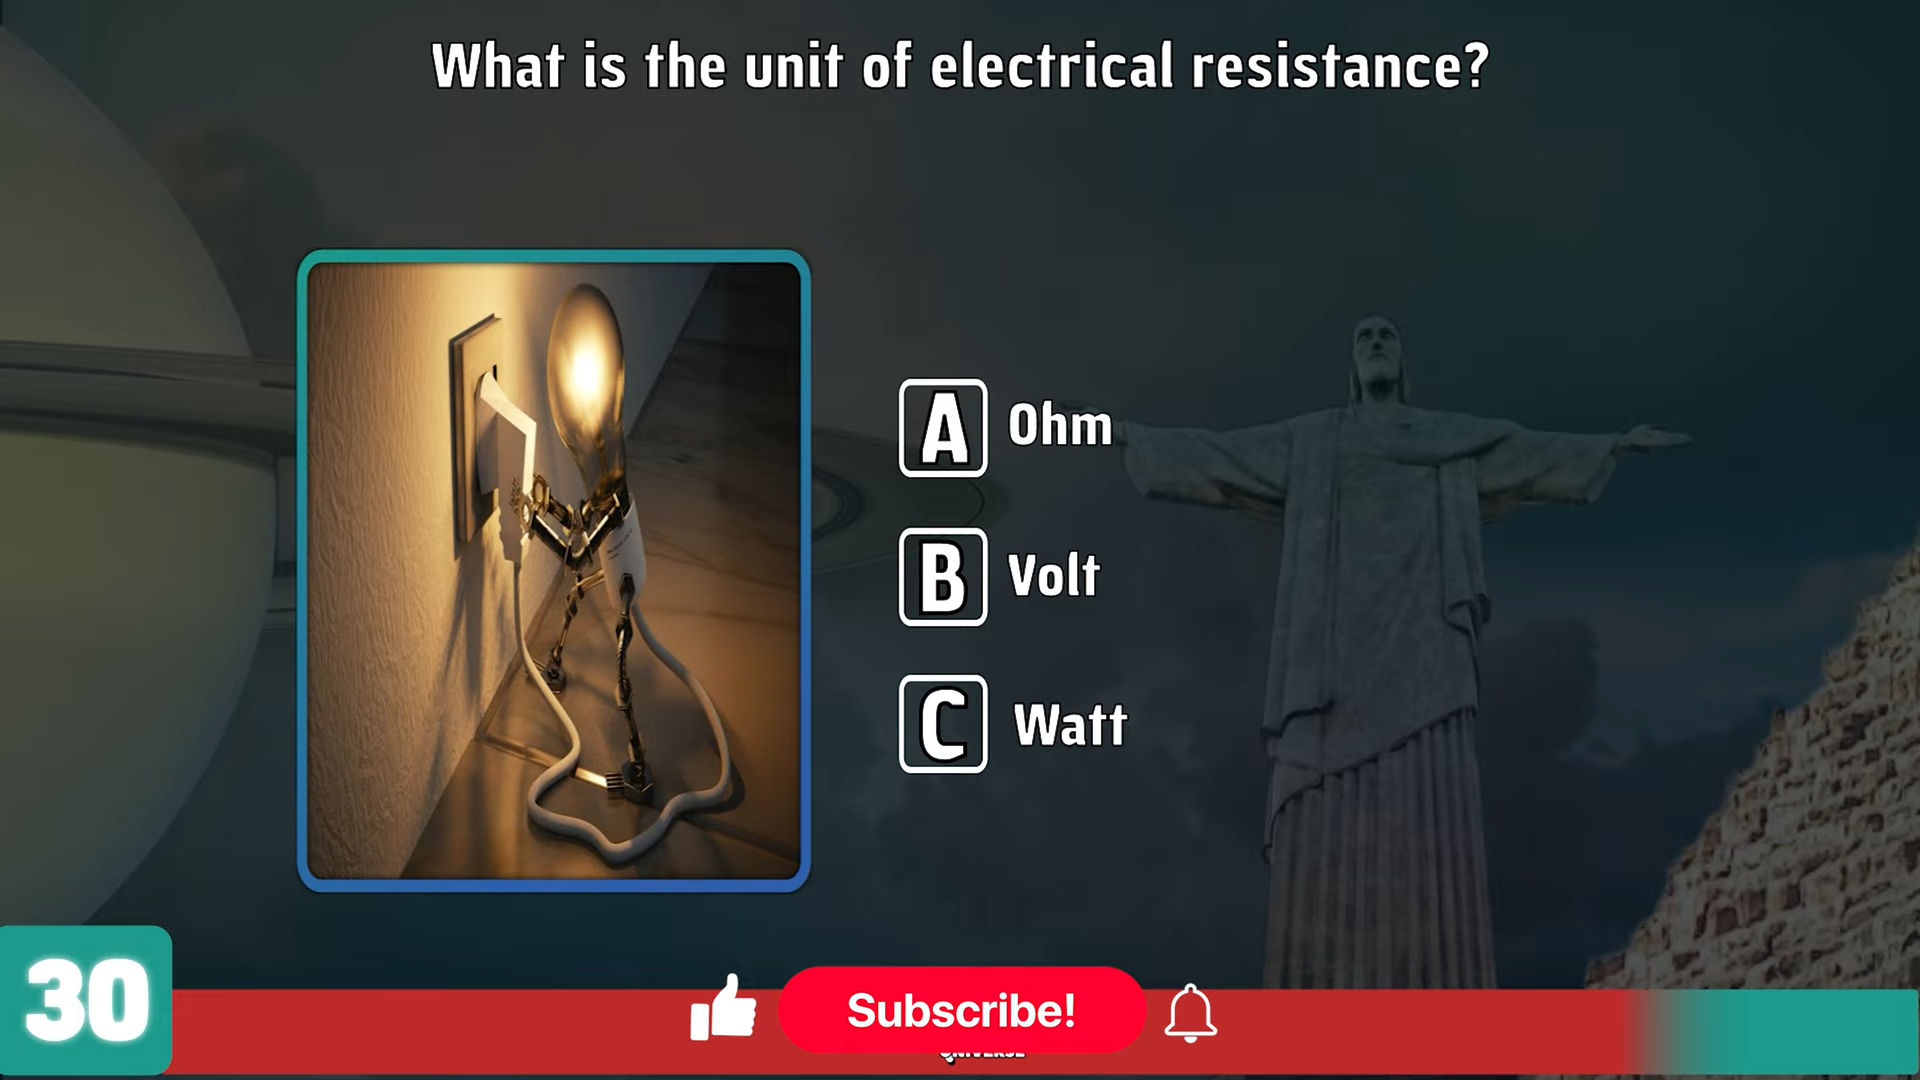 What is the unit of electrical resistance?
A Ohm
B Volt
C Watt
30
Subscribe!